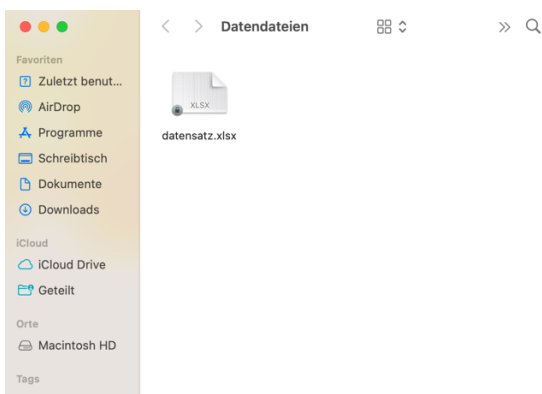 Datendateien
Favoriten
Zuletzt benut...
AirDrop
Programme
Schreibtisch
Dokumente
Downloads
iCloud
iCloud Drive
Geteilt
Orte
Macintosh HD
Tags
XLSX
datensatz.xlsx